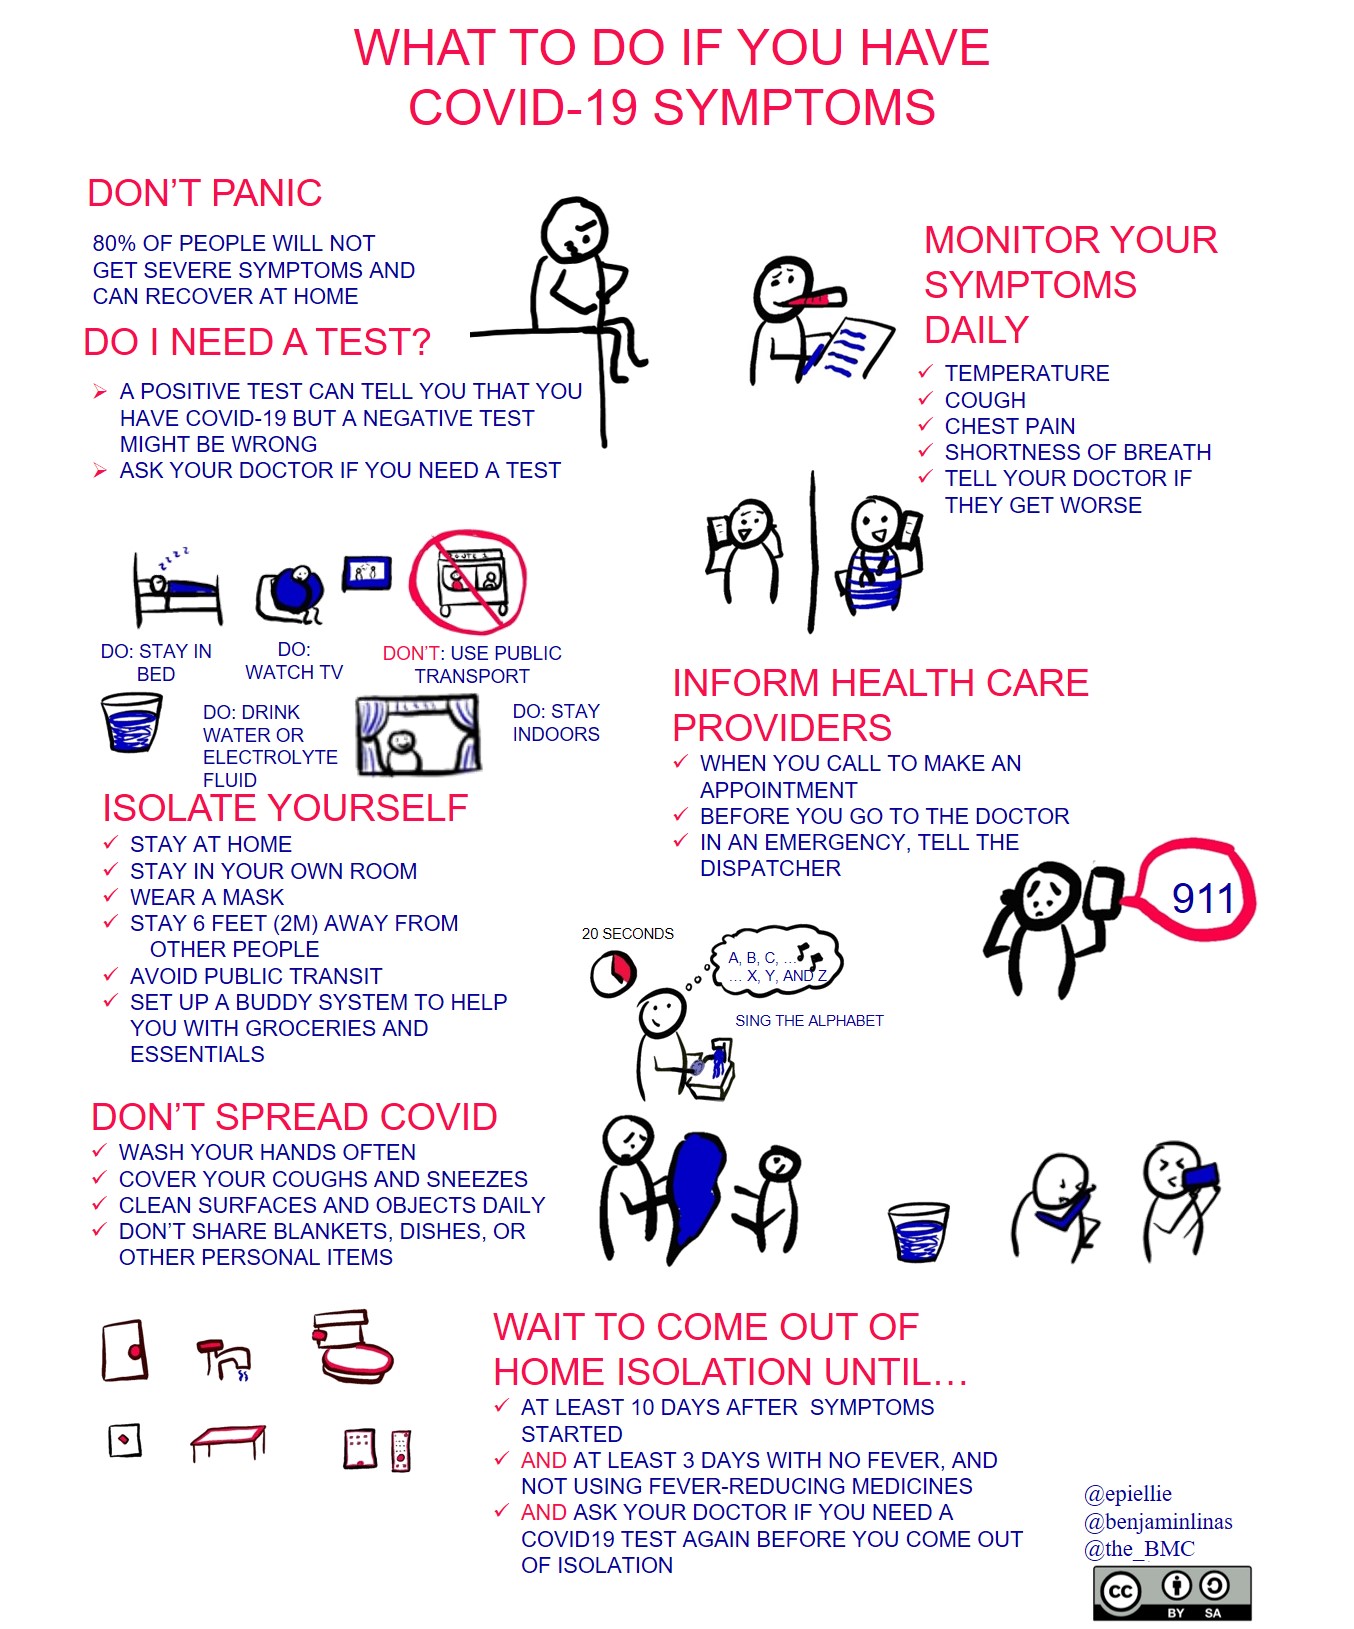 WHAT TO DO IF YOU HAVE
COVID-19 SYMPTOMS
DON'T PANIC
80% OF PEOPLE WILL NOT
GET SEVERE SYMPTOMS AND
CAN RECOVER AT HOME
DO I NEED A TEST?
A POSITIVE TEST CAN TELL YOU THAT YOU
HAVE COVID-19 BUT A NEGATIVE TEST
MIGHT BE WRONG
ASK YOUR DOCTOR IF YOU NEED A TEST
MONITOR YOUR
SYMPTOMS
DAILY
TEMPERATURE
COUGH
CHEST PAIN
SHORTNESS OF BREATH
TELL YOUR DOCTOR IF
THEY GET WORSE
zzzz
DO: STAY IN
BED
DO:
WATCH TV
DON'T: USE PUBLIC
TRANSPORT
DO: DRINK
WATER OR
ELECTROLYTE
FLUID
DO: STAY
INDOORS
ISOLATE YOURSELF
STAY AT HOME
STAY IN YOUR OWN ROOM
WEAR A MASK
STAY 6 FEET (2M) AWAY FROM
OTHER PEOPLE
AVOID PUBLIC TRANSIT
SET UP A BUDDY SYSTEM TO HELP
YOU WITH GROCERIES AND
ESSENTIALS
INFORM HEALTH CARE
PROVIDERS
WHEN YOU CALL TO MAKE AN
APPOINTMENT
BEFORE YOU GO TO THE DOCTOR
IN AN EMERGENCY, TELL THE
DISPATCHER
911
20 SECONDS
A, B, C, ...
... X, Y, AND Z
SING THE ALPHABET
DON'T SPREAD COVID
WASH YOUR HANDS OFTEN
COVER YOUR COUGHS AND SNEEZES
CLEAN SURFACES AND OBJECTS DAILY
DON'T SHARE BLANKETS, DISHES, OR
OTHER PERSONAL ITEMS
WAIT TO COME OUT OF
HOME ISOLATION UNTIL...
AT LEAST 10 DAYS AFTER SYMPTOMS
STARTED
AND AT LEAST 3 DAYS WITH NO FEVER, AND
NOT USING FEVER-REDUCING MEDICINES
AND ASK YOUR DOCTOR IF YOU NEED A
COVID19 TEST AGAIN BEFORE YOU COME OUT
OF ISOLATION
@epiellie
@benjaminlinas
@the_BMC
cc
BY SA